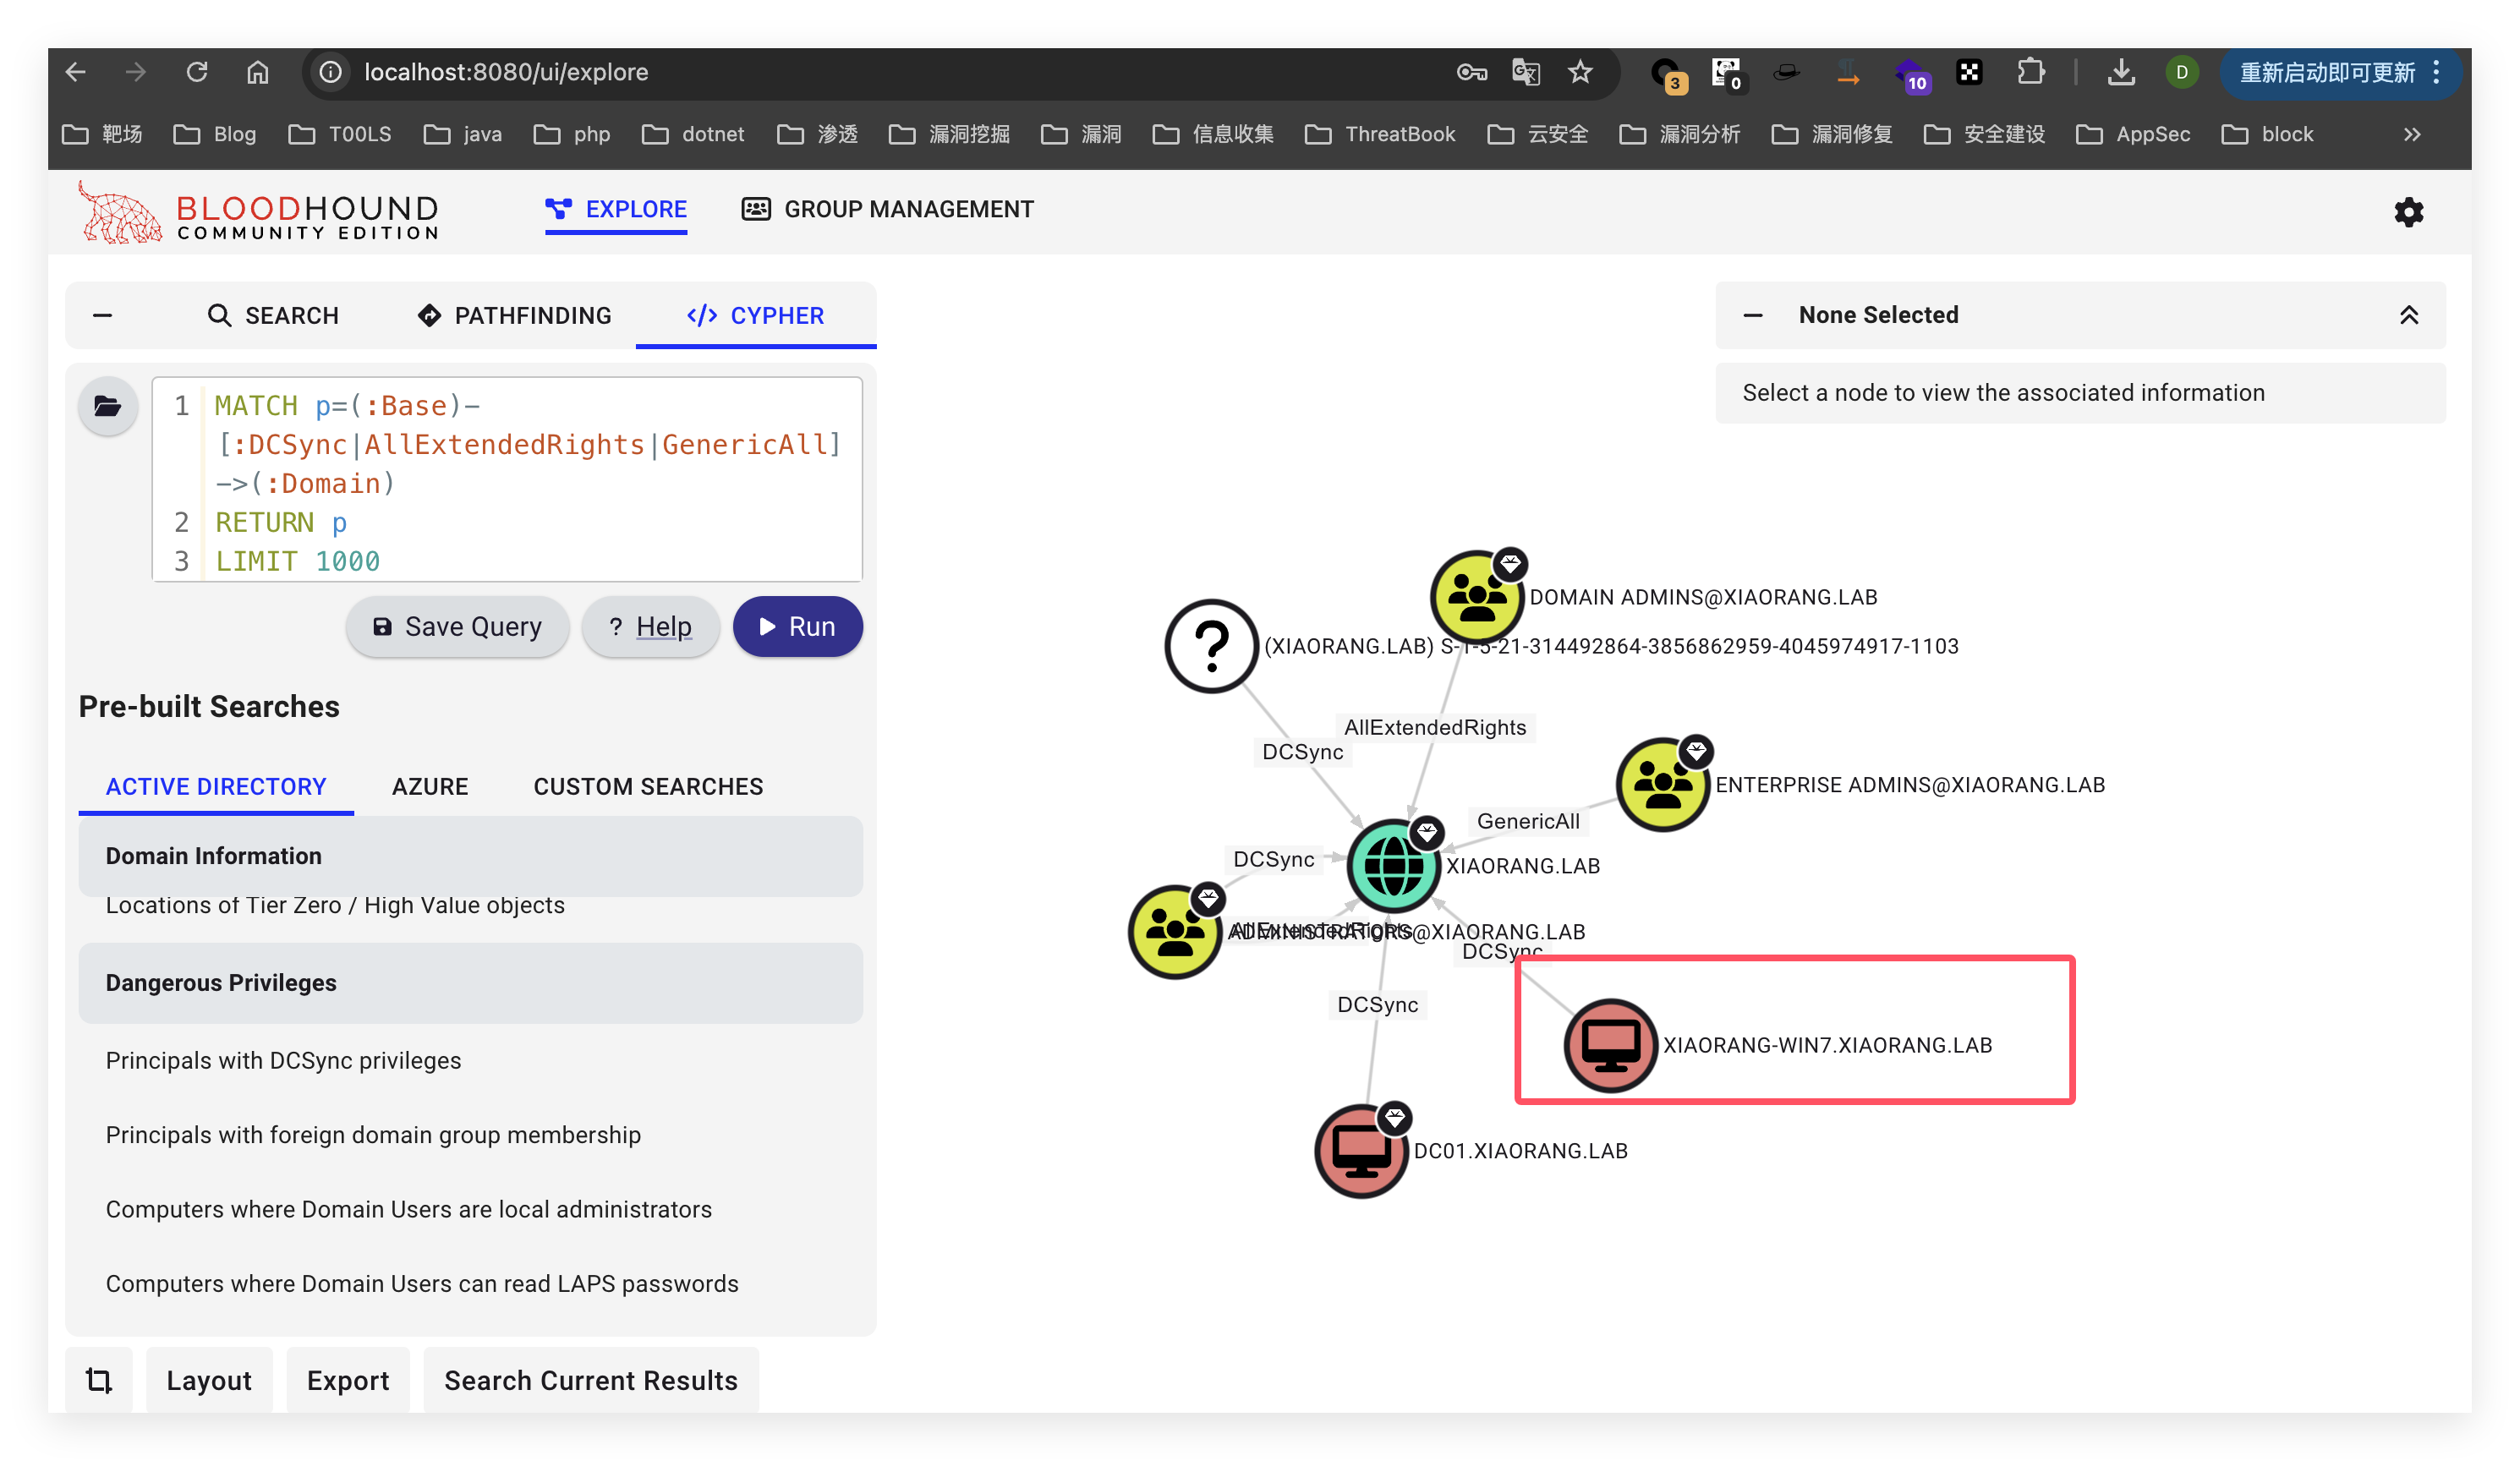 localhost:8080/ui/explore
3
0
10
D
重新启动即可更新
靶场
Blog
T00LS
java
php
dotnet
渗透
漏洞挖掘
漏洞
信息收集
ThreatBook
云安全
漏洞分析
漏洞修复
安全建设
AppSec
block
BLOODHOUND
COMMUNITY EDITION
EXPLORE
GROUP MANAGEMENT
SEARCH
PATHFINDING
</> CYPHER
1 MATCH p=(:Base)-
[:DCSync|AllExtendedRights|GenericAll]
->(:Domain)
2 RETURN p
3 LIMIT 1000
Save Query
? Help
Run
Pre-built Searches
ACTIVE DIRECTORY
AZURE
CUSTOM SEARCHES
Domain Information
Locations of Tier Zero / High Value objects
Dangerous Privileges
Principals with DCSync privileges
Principals with foreign domain group membership
Computers where Domain Users are local administrators
Computers where Domain Users can read LAPS passwords
Layout
Export
Search Current Results
None Selected
Select a node to view the associated information
DOMAIN ADMINS@XIAORANG.LAB
?
(XIAORANG.LAB) S-1-5-21-314492864-3856862959-4045974917-1103
AllExtendedRights
DCSync
ENTERPRISE ADMINS@XIAORANG.LAB
GenericAll
DCSync
XIAORANG.LAB
AllExtendedRights
ADMINISTRATORS@XIAORANG.LAB
DCSync
DCSync
XIAORANG-WIN7.XIAORANG.LAB
DC01.XIAORANG.LAB